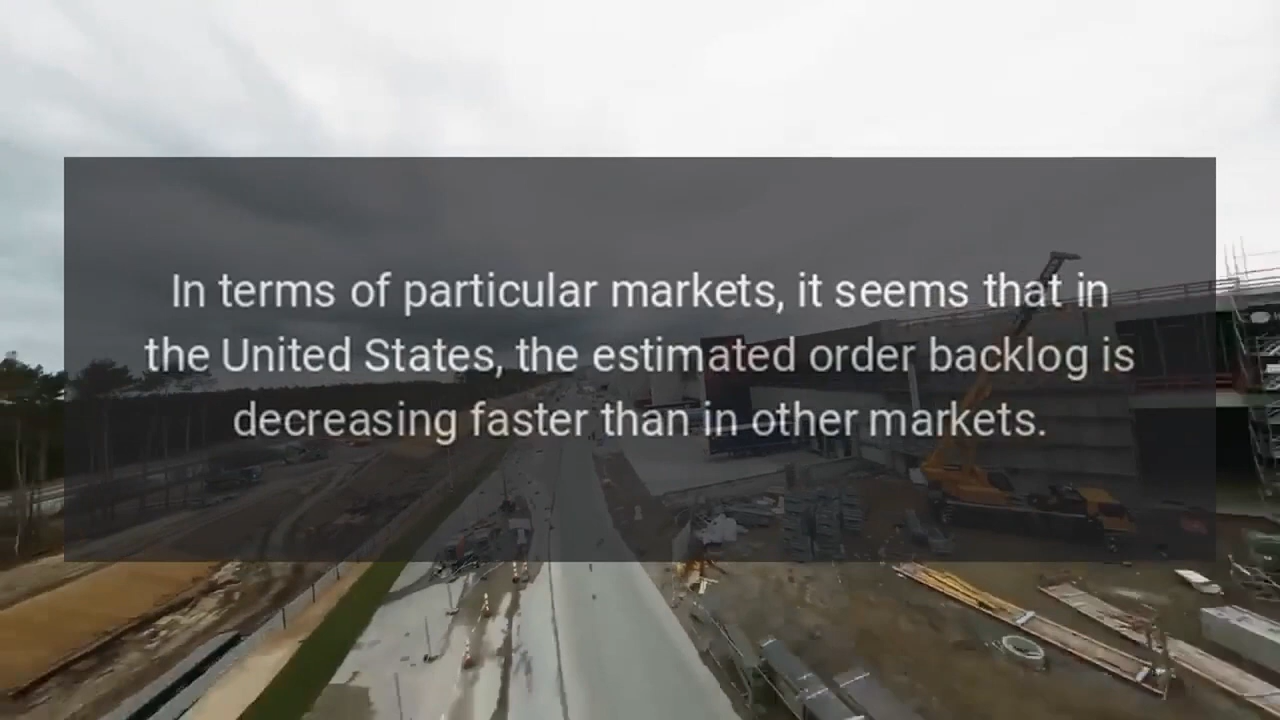 In terms of particular markets, it seems that in
the United States, the estimated order backlog is
decreasing faster than in other markets.